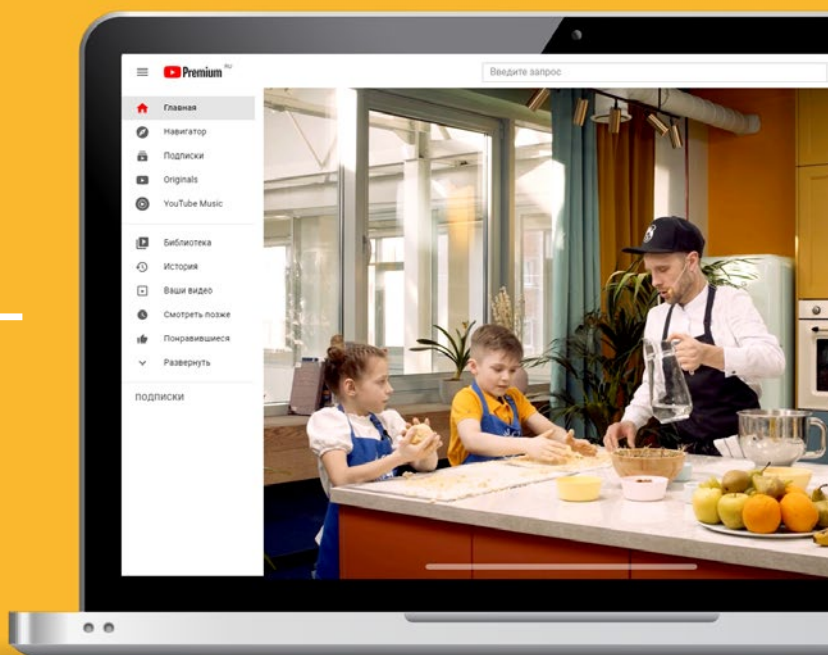 Premium RU
Введите запрос
Главная
Навигатор
Подписки
Originals
YouTube Music
Библиотека
История
Ваши видео
Смотреть позже
Понравившиеся
Развернуть
ПОДПИСКИ